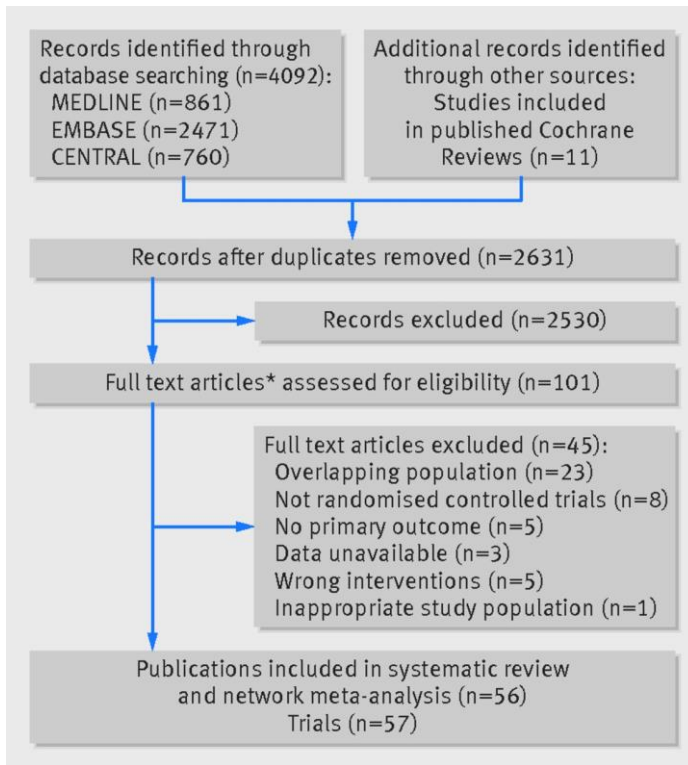 Records identified through
database searching (n=4092):
MEDLINE (n=861)
EMBASE (n=2471)
CENTRAL (n=760)
Additional records identified
through other sources:
Studies included
in published Cochrane
Reviews (n=11)
Records after duplicates removed (n=2631)
Records excluded (n=2530)
Full text articles* assessed for eligibility (n=101)
Full text articles excluded (n=45):
Overlapping population (n=23)
Not randomised controlled trials (n=8)
No primary outcome (n=5)
Data unavailable (n=3)
Wrong interventions (n=5)
Inappropriate study population (n=1)
Publications included in systematic review
and network meta-analysis (n=56)
Trials (n=57)